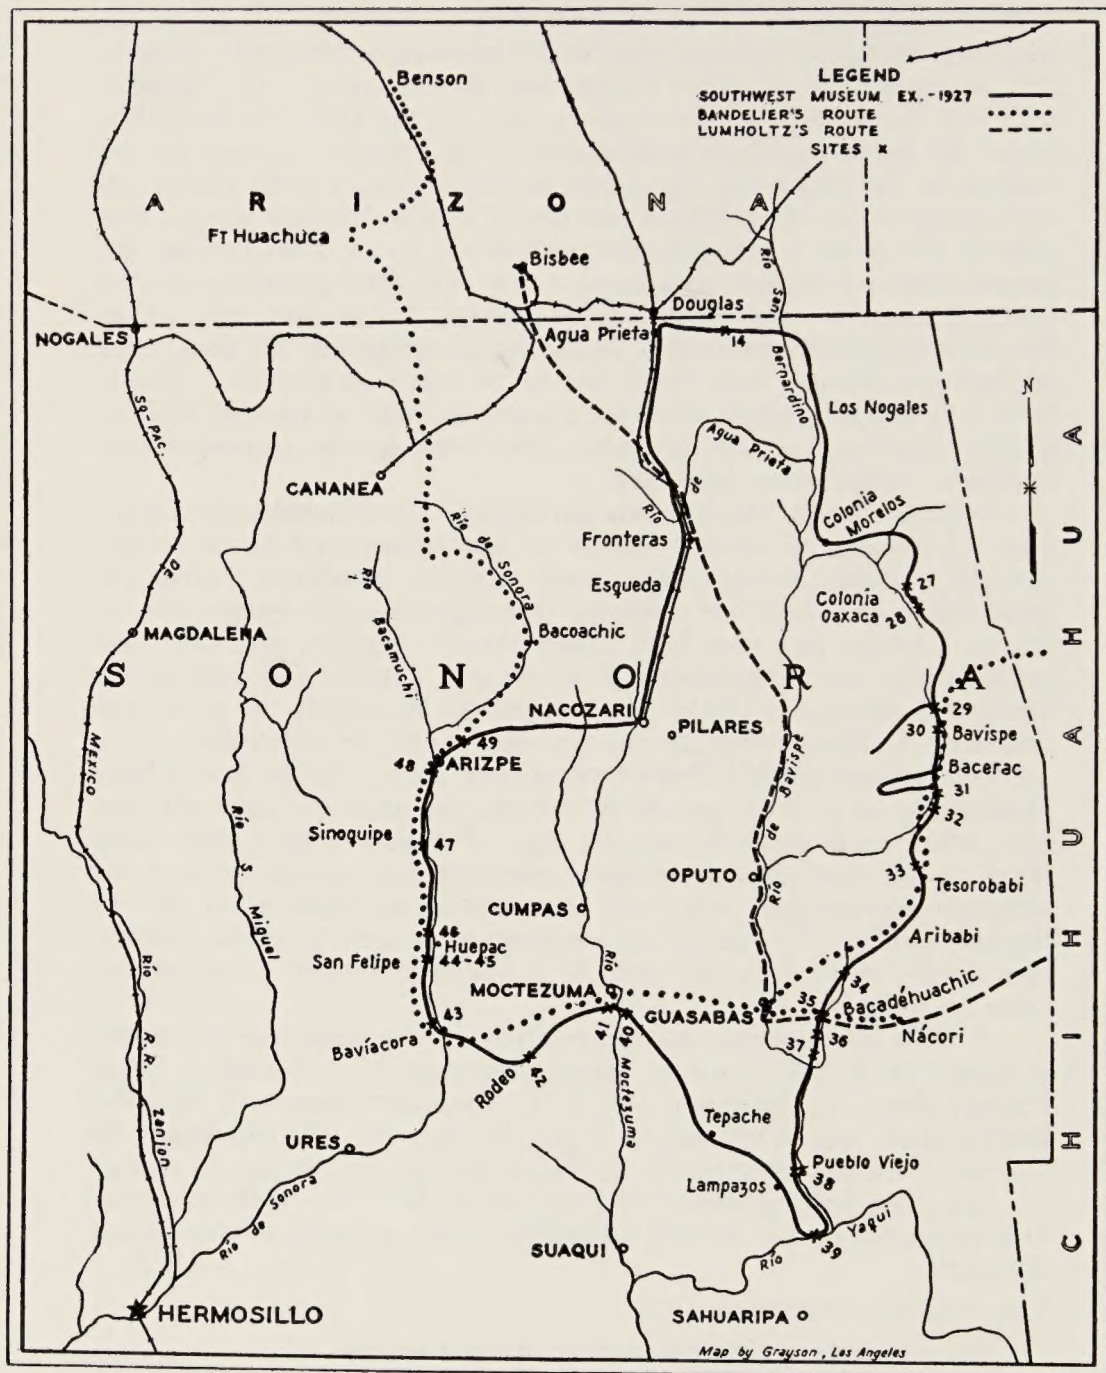 LEGEND
SOUTHWEST MUSEUM EX.-1927
BANDELIER'S ROUTE
LUMHOLTZ'S ROUTE
SITES x
Benson
ARIZONA
FT Huachuca
Bisbee
Río San Bernardino
Douglas
NOGALES
Agua Prieta
14
N
Los Nogales
SO-PAC. DE MEXICO R.R.
Río de Agua Prieta
CANANEA
Colonia
Morelos
Río de Sonora
Fronteras
Esqueda
27
Río Bacamuchi
Colonia
Oaxaca
28
MAGDALENA
Bacoachic
SONORA
CHIHUAHUA
NACOZARI
PILARES
29
30
Bavispe
49
48
ARIZPE
Bacerac
31
32
Río de Bavispè
Sinoquipe
47
Río S. Miguel
33
OPUTO
Tesorobabi
CUMPAS
46
Huepac
Aribabi
San Felipe
44-45
34
Río Moctezuma
MOCTEZUMA
35
Bacadéhuachic
43
41
40
GUASABAS
36
Nácori
Bavíacora
37
42
Rodeo
Río Zanjon
Tepache
URES
Pueblo Viejo
38
Lampazos
Río de Sonora
Río Yaqui
39
SUAQUI
HERMOSILLO
SAHUARIPA
Map by Grayson, Los Angeles